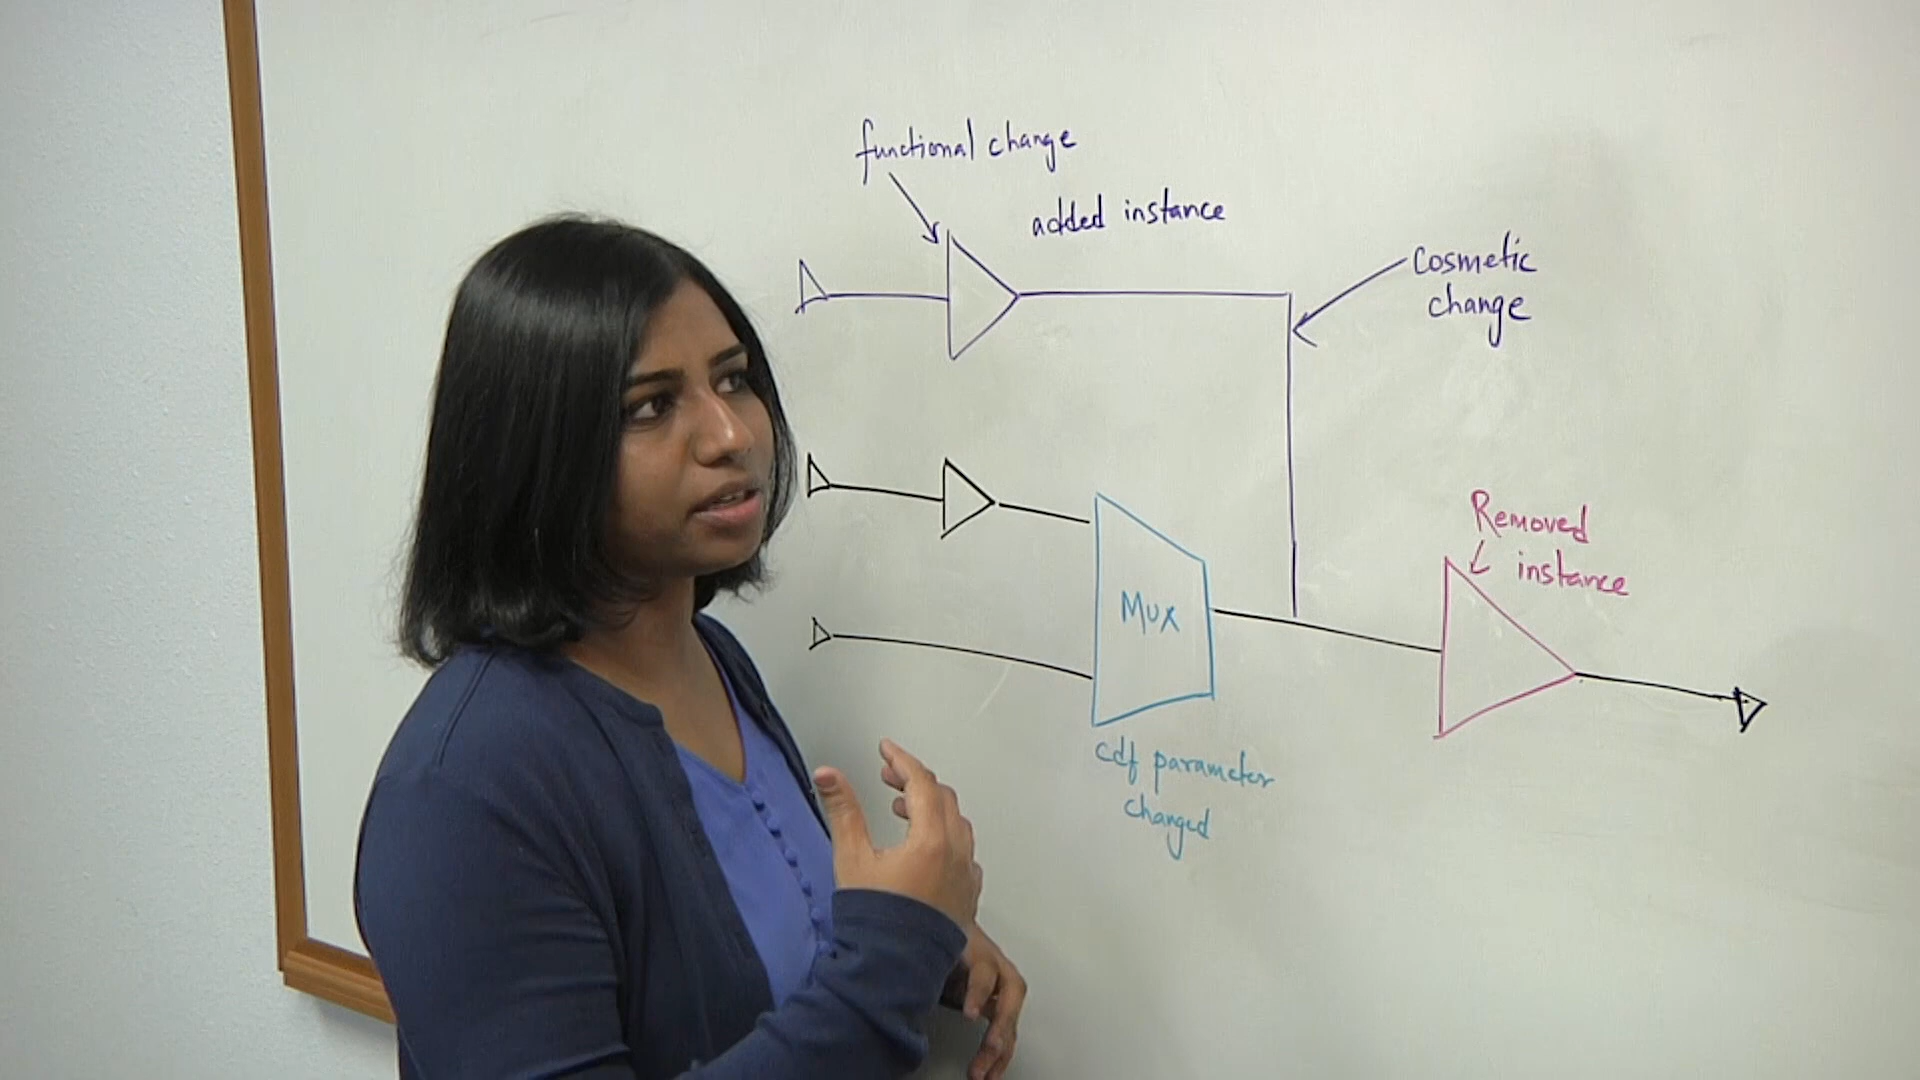 functional change
added instance
Cosmetic
change
Removed
instance
Mux
cdf parameter
changed